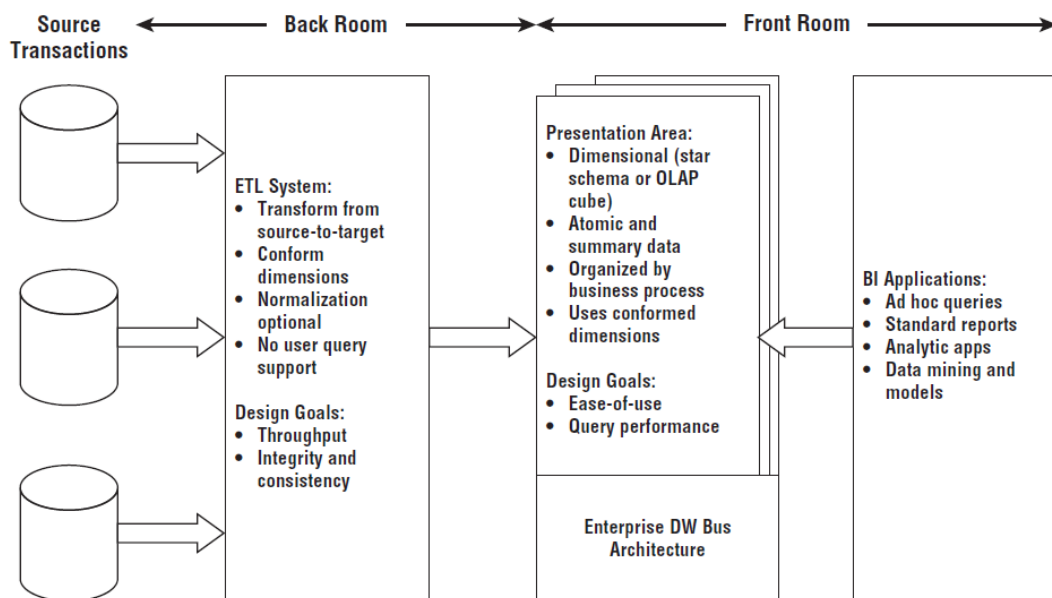 Source
Transactions
Back Room
Front Room
ETL System:
• Transform from
source-to-target
• Conform
dimensions
• Normalization
optional
• No user query
support
Design Goals:
• Throughput
• Integrity and
consistency
Presentation Area:
• Dimensional (star
schema or OLAP
cube)
• Atomic and
summary data
• Organized by
business process
• Uses conformed
dimensions
Design Goals:
• Ease-of-use
• Query performance
Enterprise DW Bus
Architecture
BI Applications:
• Ad hoc queries
• Standard reports
• Analytic apps
• Data mining and
models